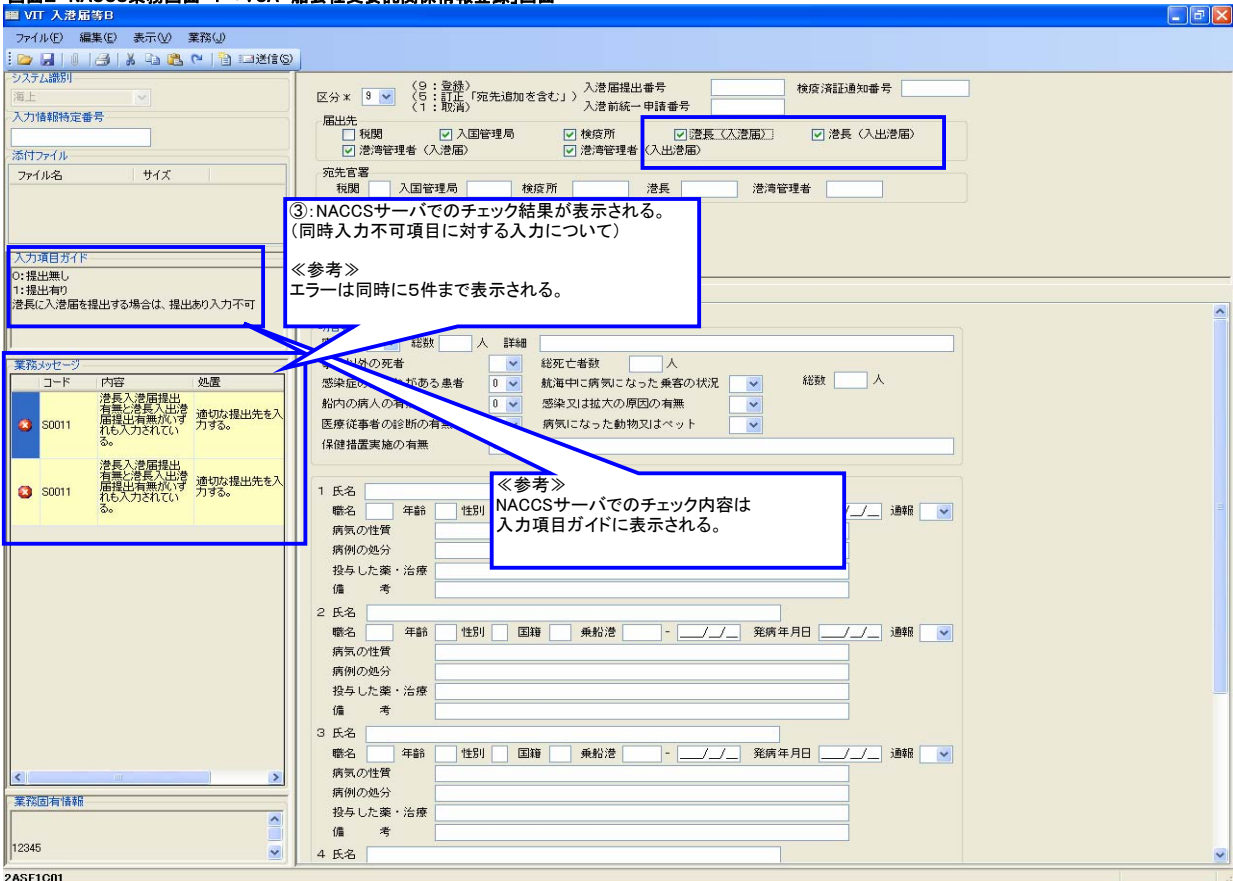 VIT 入港届等B
ファイル(F) 編集(E) 表示(V) 業務(J)
送信(S)
システム識別
海上
入力情報特定番号
添付ファイル
ファイル名 サイズ
入力項目ガイド
0:提出無し
1:提出有り
港長に入港届を提出する場合は、提出あり入力不可
業務メッセージ
コード 内容 処置
S0011 港長入港届提出有無と港長入出港届提出有無がいずれも入力されている。 適切な提出先を入力する。
S0011 港長入港届提出有無と港長入出港届提出有無がいずれも入力されている。 適切な提出先を入力する。
業務固有情報
12345
2ASF1C01
区分* 9 (9:登録)
(5:訂正「宛先追加を含む」)
(1:取消)
入港届提出番号 検疫済証通知番号
入港前統一申請番号
届出先
税関 入国管理局 検疫所 港長(入港届) 港長(入出港届)
港湾管理者(入港届) 港湾管理者(入出港届)
宛先官署
税関 入国管理局 検疫所 港長 港湾管理者
③:NACCSサーバでのチェック結果が表示される。
(同時入力不可項目に対する入力について)
≪参考≫
エラーは同時に5件まで表示される。
総数 人 詳細
以外の死者 総死亡者数 人
感染症の がある患者 0 航海中に病気になった乗客の状況 総数 人
船内の病人の有無 0 感染又は拡大の原因の有無
医療従事者の診断の有無 病気になった動物又はペット
保健措置実施の有無
≪参考≫
NACCSサーバでのチェック内容は
入力項目ガイドに表示される。
1 氏名
職名 年齢 性別 _/__ 通報
病気の性質
病例の処分
投与した薬・治療
備 考
2 氏名
職名 年齢 性別 国籍 乗船港 - ___/_/__ 発病年月日 ___/_/__ 通報
病気の性質
病例の処分
投与した薬・治療
備 考
3 氏名
職名 年齢 性別 国籍 乗船港 - ___/_/__ 発病年月日 ___/_/__ 通報
病気の性質
病例の処分
投与した薬・治療
備 考
4 氏名